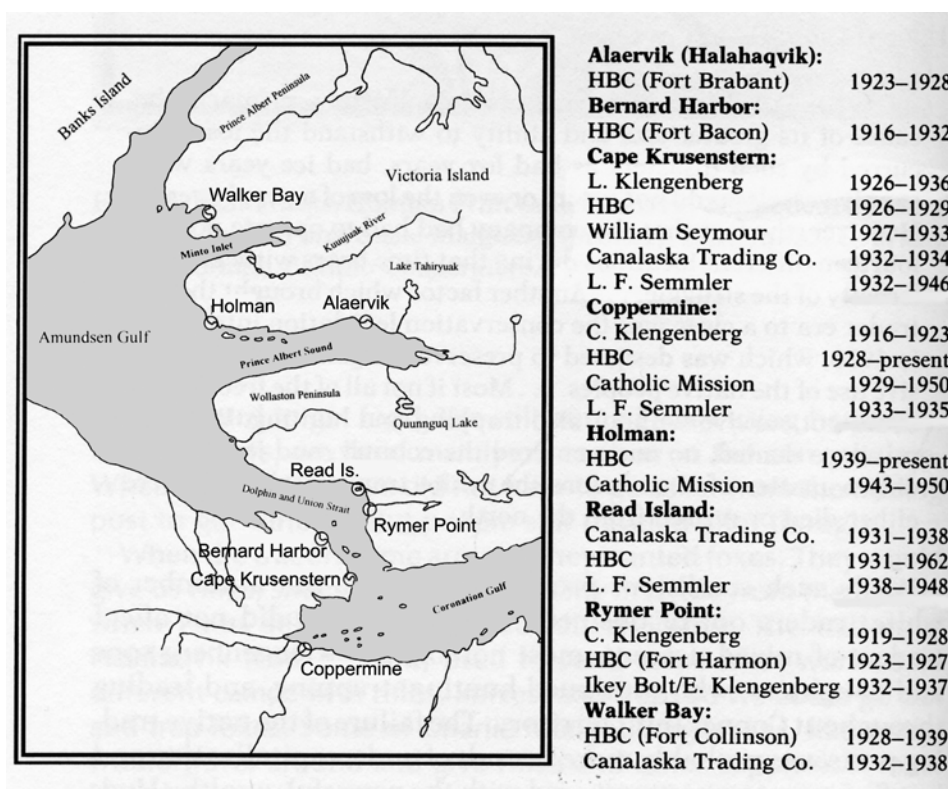 Banks Island
Prince Albert Peninsula
Victoria Island
Walker Bay
Kuuujuak River
Minto Inlet
Lake Tahiryuak
Holman
Alaervik
Amundsen Gulf
Prince Albert Sound
Wollaston Peninsula
Quunnguq Lake
Read Is.
Dolphin and Union Strait
Rymer Point
Bernard Harbor
Cape Krusenstern
Coronation Gulf
Coppermine
Alaervik (Halahaqvik):
HBC (Fort Brabant) 1923–1928
Bernard Harbor:
HBC (Fort Bacon) 1916–1932
Cape Krusenstern:
L. Klengenberg 1926–1936
HBC 1926–1929
William Seymour 1927–1933
Canalaska Trading Co. 1932–1934
L. F. Semmler 1932–1946
Coppermine:
C. Klengenberg 1916–1923
HBC 1928–present
Catholic Mission 1929–1950
L. F. Semmler 1933–1935
Holman:
HBC 1939–present
Catholic Mission 1943–1950
Read Island:
Canalaska Trading Co. 1931–1938
HBC 1931–1962
L. F. Semmler 1938–1948
Rymer Point:
C. Klengenberg 1919–1928
HBC (Fort Harmon) 1923–1927
Ikey Bolt/E. Klengenberg 1932–1937
Walker Bay:
HBC (Fort Collinson) 1928–1939
Canalaska Trading Co. 1932–1938